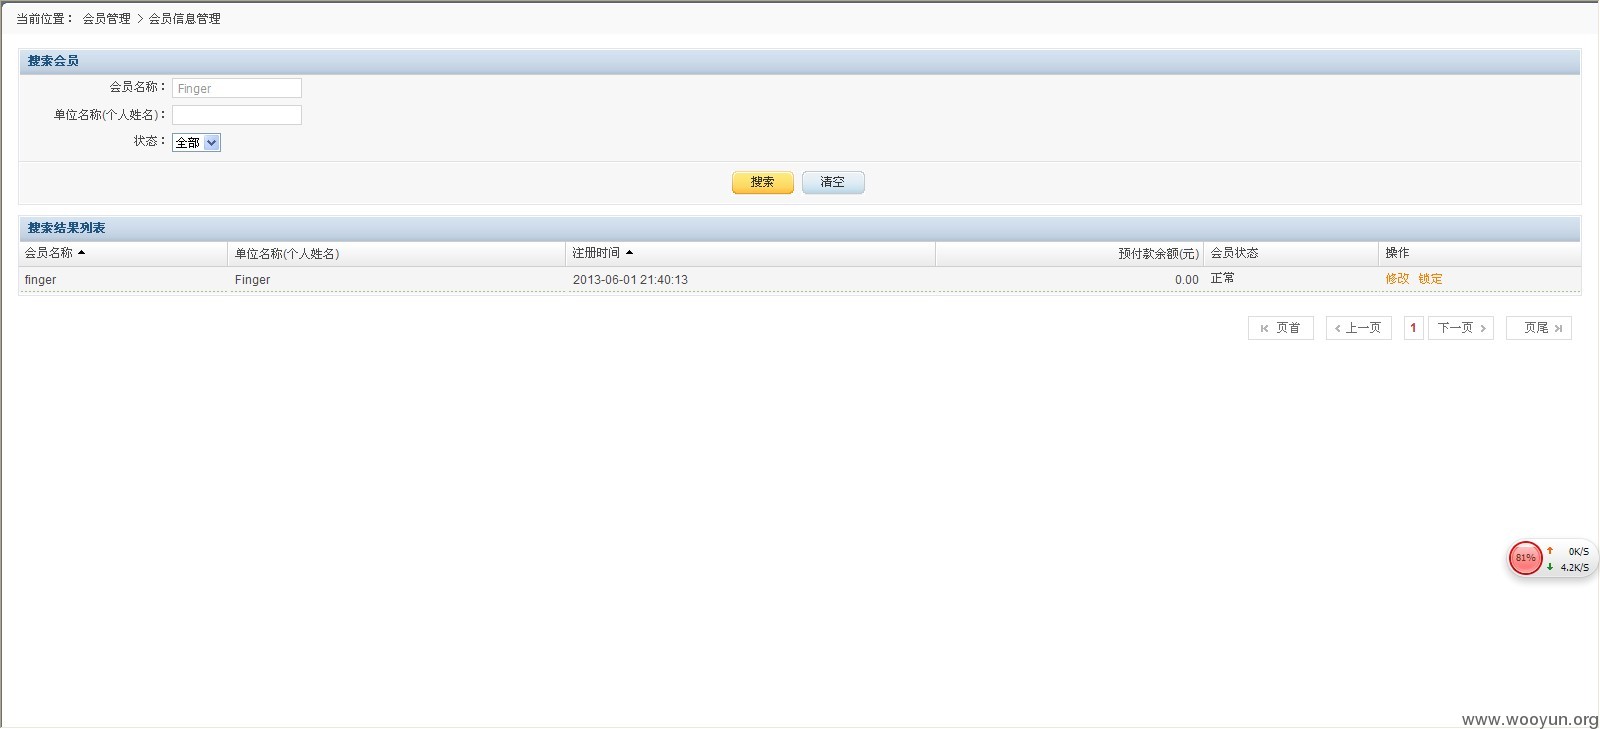 当前位置： 会员管理 > 会员信息管理
搜索会员
会员名称： Finger
单位名称(个人姓名)：
状态： 全部
搜索 清空
搜索结果列表
会员名称 单位名称(个人姓名) 注册时间 预付款余额(元) 会员状态 操作
finger Finger 2013-06-01 21:40:13 0.00 正常 修改 锁定
页首 上一页 1 下一页 页尾
81% 0K/S
4.2K/S
www.wooyun.org